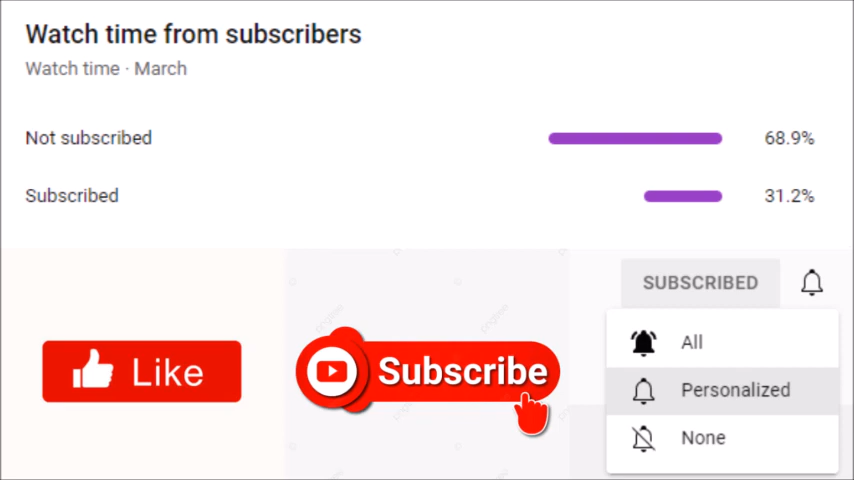 Watch time from subscribers
Watch time · March
Not subscribed 68.9%
Subscribed 31.2%
SUBSCRIBED
All
Like
Subscribe
Personalized
None